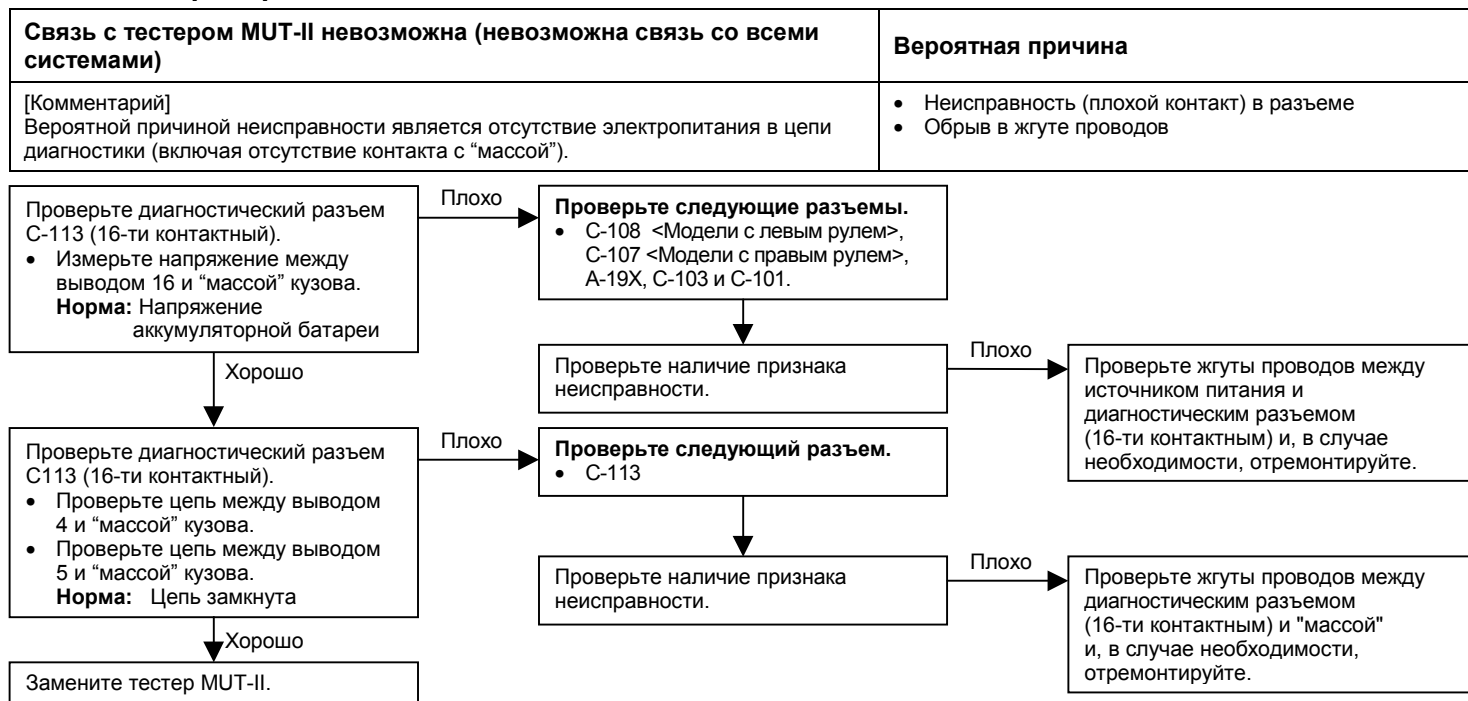 Связь с тестером MUT-II невозможна (невозможна связь со всеми
системами)
Вероятная причина
[Комментарий]
Вероятной причиной неисправности является отсутствие электропитания в цепи
диагностики (включая отсутствие контакта с “массой”).
• Неисправность (плохой контакт) в разъеме
• Обрыв в жгуте проводов
Проверьте диагностический разъем
C-113 (16-ти контактный).
• Измерьте напряжение между
выводом 16 и “массой” кузова.
Норма: Напряжение
аккумуляторной батареи
Плохо
Проверьте следующие разъемы.
• C-108 <Модели с левым рулем>,
C-107 <Модели с правым рулем>,
A-19X, C-103 и C-101.
Хорошо
Проверьте наличие признака
неисправности.
Плохо
Проверьте жгуты проводов между
источником питания и
диагностическим разъемом
(16-ти контактным) и, в случае
необходимости, отремонтируйте.
Проверьте диагностический разъем
C113 (16-ти контактный).
• Проверьте цепь между выводом
4 и “массой” кузова.
• Проверьте цепь между выводом
5 и “массой” кузова.
Норма: Цепь замкнута
Плохо
Проверьте следующий разъем.
• C-113
Проверьте наличие признака
неисправности.
Плохо
Проверьте жгуты проводов между
диагностическим разъемом
(16-ти контактным) и "массой"
и, в случае необходимости,
отремонтируйте.
Хорошо
Замените тестер MUT-II.